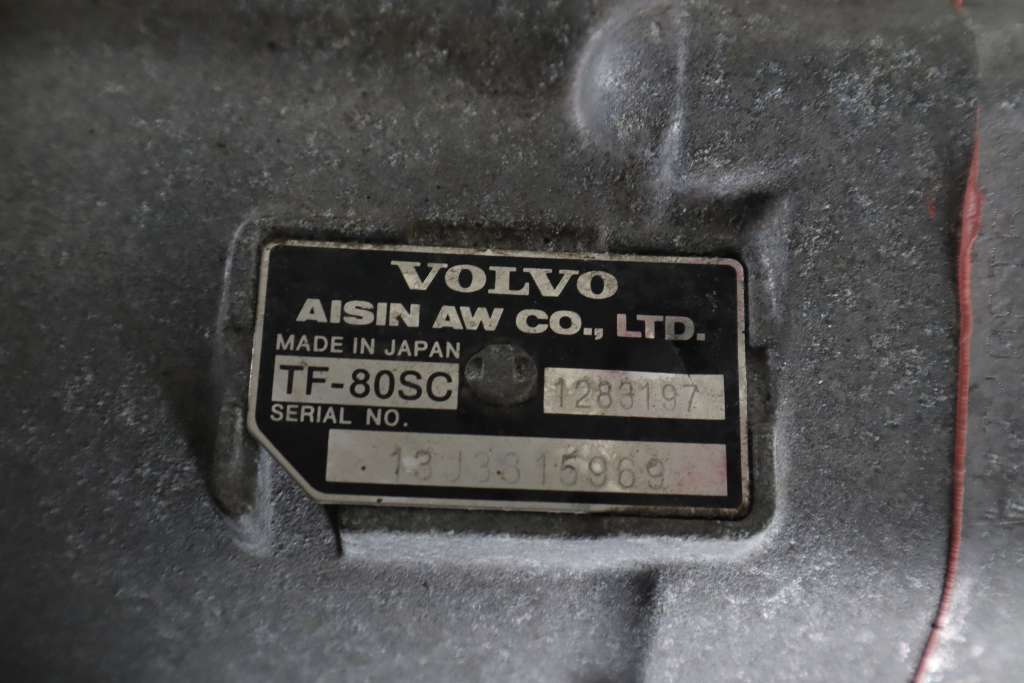 VOLVO
AISIN AW CO., LTD.
MADE IN JAPAN
TF-80SC 1283197
SERIAL NO.
13J3315969